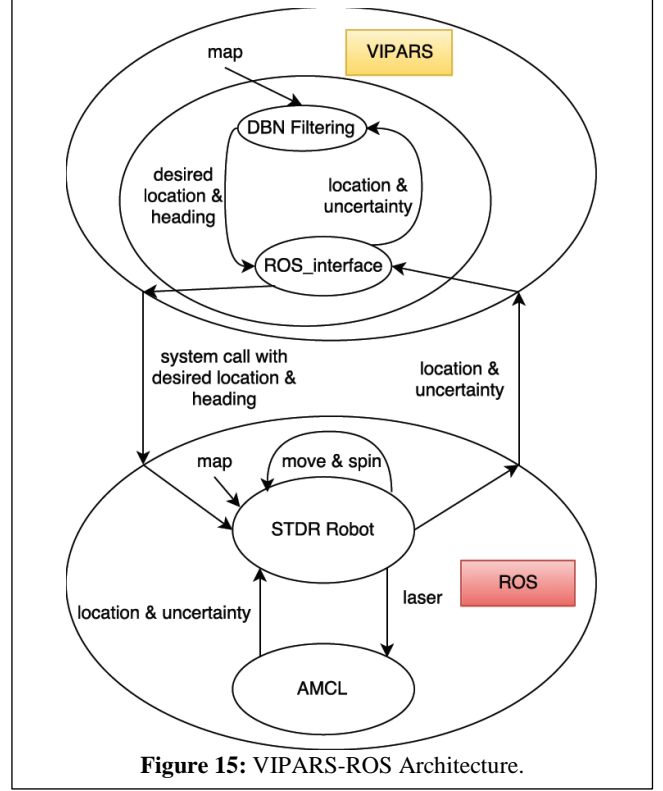 VIPARS
map
DBN Filtering
desired
location &
heading
location &
uncertainty
ROS_interface
system call with
desired location &
heading
location &
uncertainty
map
move & spin
STDR Robot
ROS
laser
location & uncertainty
AMCL
Figure 15: VIPARS-ROS Architecture.